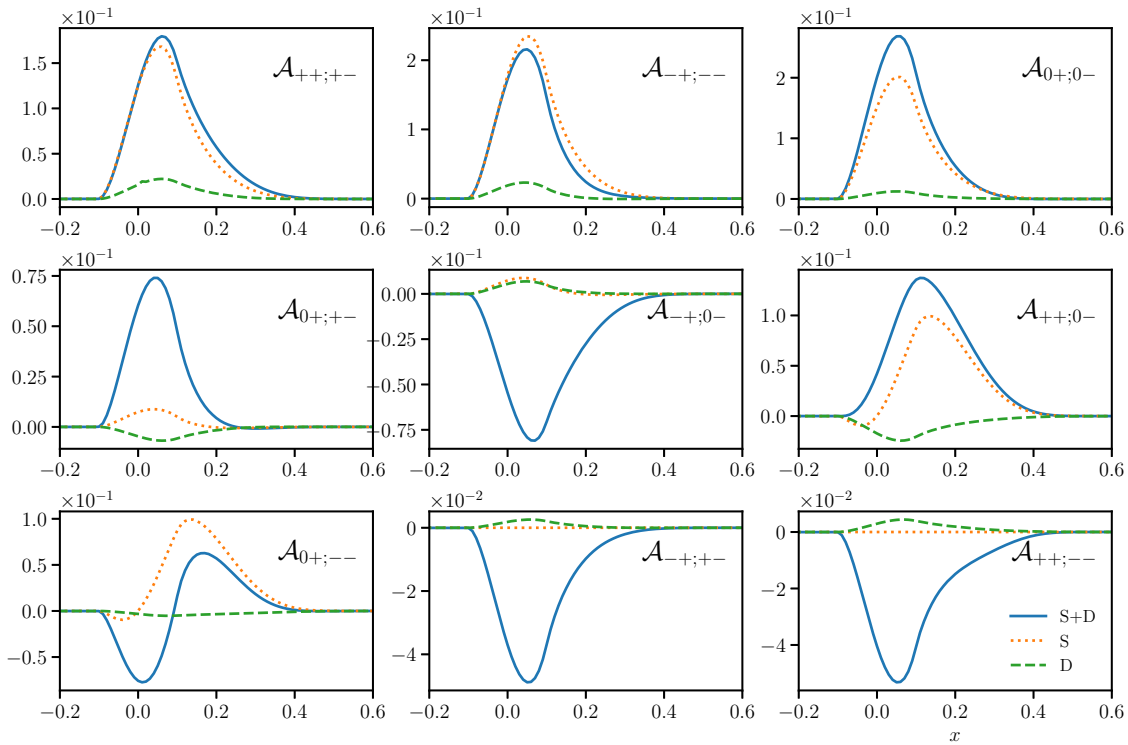 ×10⁻¹ ×10⁻¹ ×10⁻¹
1.5
1.0
0.5
0.0
𝒜₊₊;₊₋
−0.2 0.0 0.2 0.4 0.6
2
1
0
𝒜₋₊;₋₋
−0.2 0.0 0.2 0.4 0.6
2
1
0
𝒜₀₊;₀₋
−0.2 0.0 0.2 0.4 0.6
×10⁻¹ ×10⁻¹ ×10⁻¹
0.75
0.50
0.25
0.00
𝒜₀₊;₊₋
−0.2 0.0 0.2 0.4 0.6
0.00
−0.25
−0.50
−0.75
𝒜₋₊;₀₋
−0.2 0.0 0.2 0.4 0.6
1.0
0.5
0.0
𝒜₊₊;₀₋
−0.2 0.0 0.2 0.4 0.6
×10⁻¹ ×10⁻² ×10⁻²
1.0
0.5
0.0
−0.5
𝒜₀₊;₋₋
−0.2 0.0 0.2 0.4 0.6
0
−2
−4
𝒜₋₊;₊₋
−0.2 0.0 0.2 0.4 0.6
0
−2
−4
𝒜₊₊;₋₋
S+D
S
D
−0.2 0.0 0.2 0.4 0.6
x